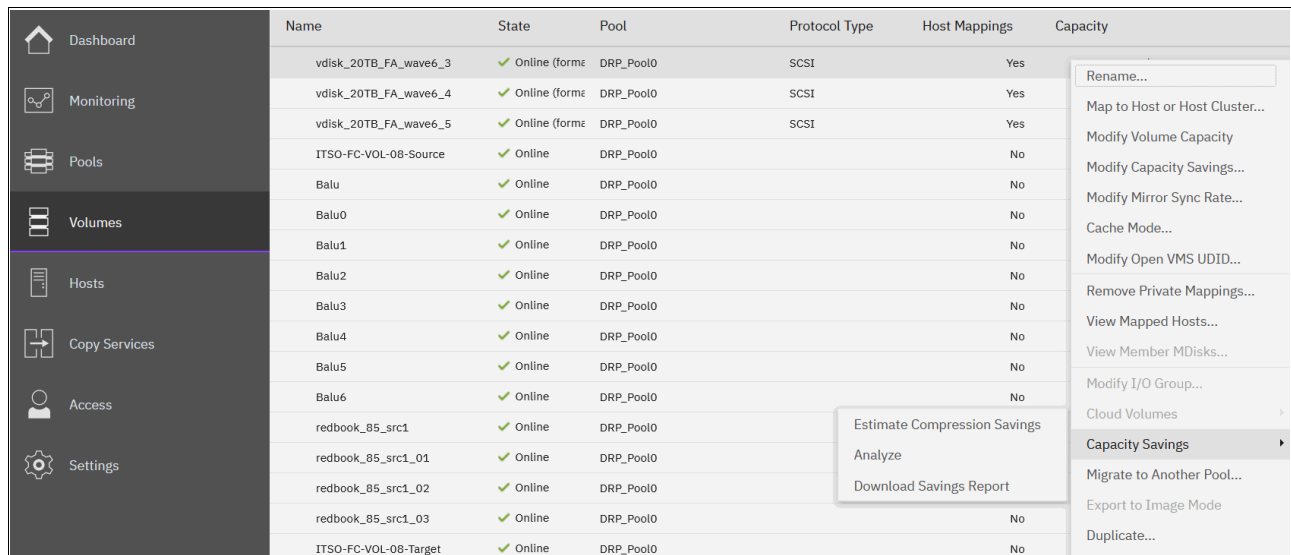 Name State Pool Protocol Type Host Mappings Capacity
Dashboard
Monitoring
Pools
Volumes
Hosts
Copy Services
Access
Settings
vdisk_20TB_FA_wave6_3 Online (forma DRP_Pool0 SCSI Yes
vdisk_20TB_FA_wave6_4 Online (forma DRP_Pool0 SCSI Yes
vdisk_20TB_FA_wave6_5 Online (forma DRP_Pool0 SCSI Yes
ITSO-FC-VOL-08-Source Online DRP_Pool0 No
Balu Online DRP_Pool0 No
Balu0 Online DRP_Pool0 No
Balu1 Online DRP_Pool0 No
Balu2 Online DRP_Pool0 No
Balu3 Online DRP_Pool0 No
Balu4 Online DRP_Pool0 No
Balu5 Online DRP_Pool0 No
Balu6 Online DRP_Pool0 No
redbook_85_src1 Online DRP_Pool0
redbook_85_src1_01 Online DRP_Pool0
redbook_85_src1_02 Online DRP_Pool0
redbook_85_src1_03 Online DRP_Pool0 No
ITSO-FC-VOL-08-Target Online DRP_Pool0 No
Rename...
Map to Host or Host Cluster...
Modify Volume Capacity
Modify Capacity Savings...
Modify Mirror Sync Rate...
Cache Mode...
Modify Open VMS UDID...
Remove Private Mappings...
View Mapped Hosts...
View Member MDisks...
Modify I/O Group...
Cloud Volumes
Capacity Savings
Migrate to Another Pool...
Export to Image Mode
Duplicate...
Estimate Compression Savings
Analyze
Download Savings Report